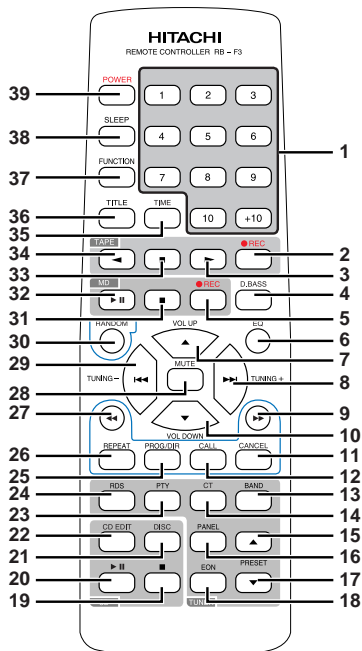 HITACHI
REMOTE CONTROLLER RB – F3
POWER
39 1 2 3
SLEEP
38 4 5 6 1
FUNCTION
37 7 8 9
TITLE TIME
36 10 +10
35
TAPE ● REC
34 ◄ ■ ► 2
33 3
MD ● REC D.BASS
32 ►II ■ 4
31 5
RANDOM VOL UP EQ
30 ▲ 6
29 7
MUTE
TUNING– I◄◄ ►►I TUNING+
28 8
27 ◄◄ ▼ ►► 9
VOL DOWN 10
REPEAT PROG/DIR CALL CANCEL
26 11
25 12
RDS PTY CT BAND
24 13
23 14
CD EDIT DISC PANEL ▲
22 15
21 16
►II ■ EON PRESET
20 ▼ 17
19 18
TUNER